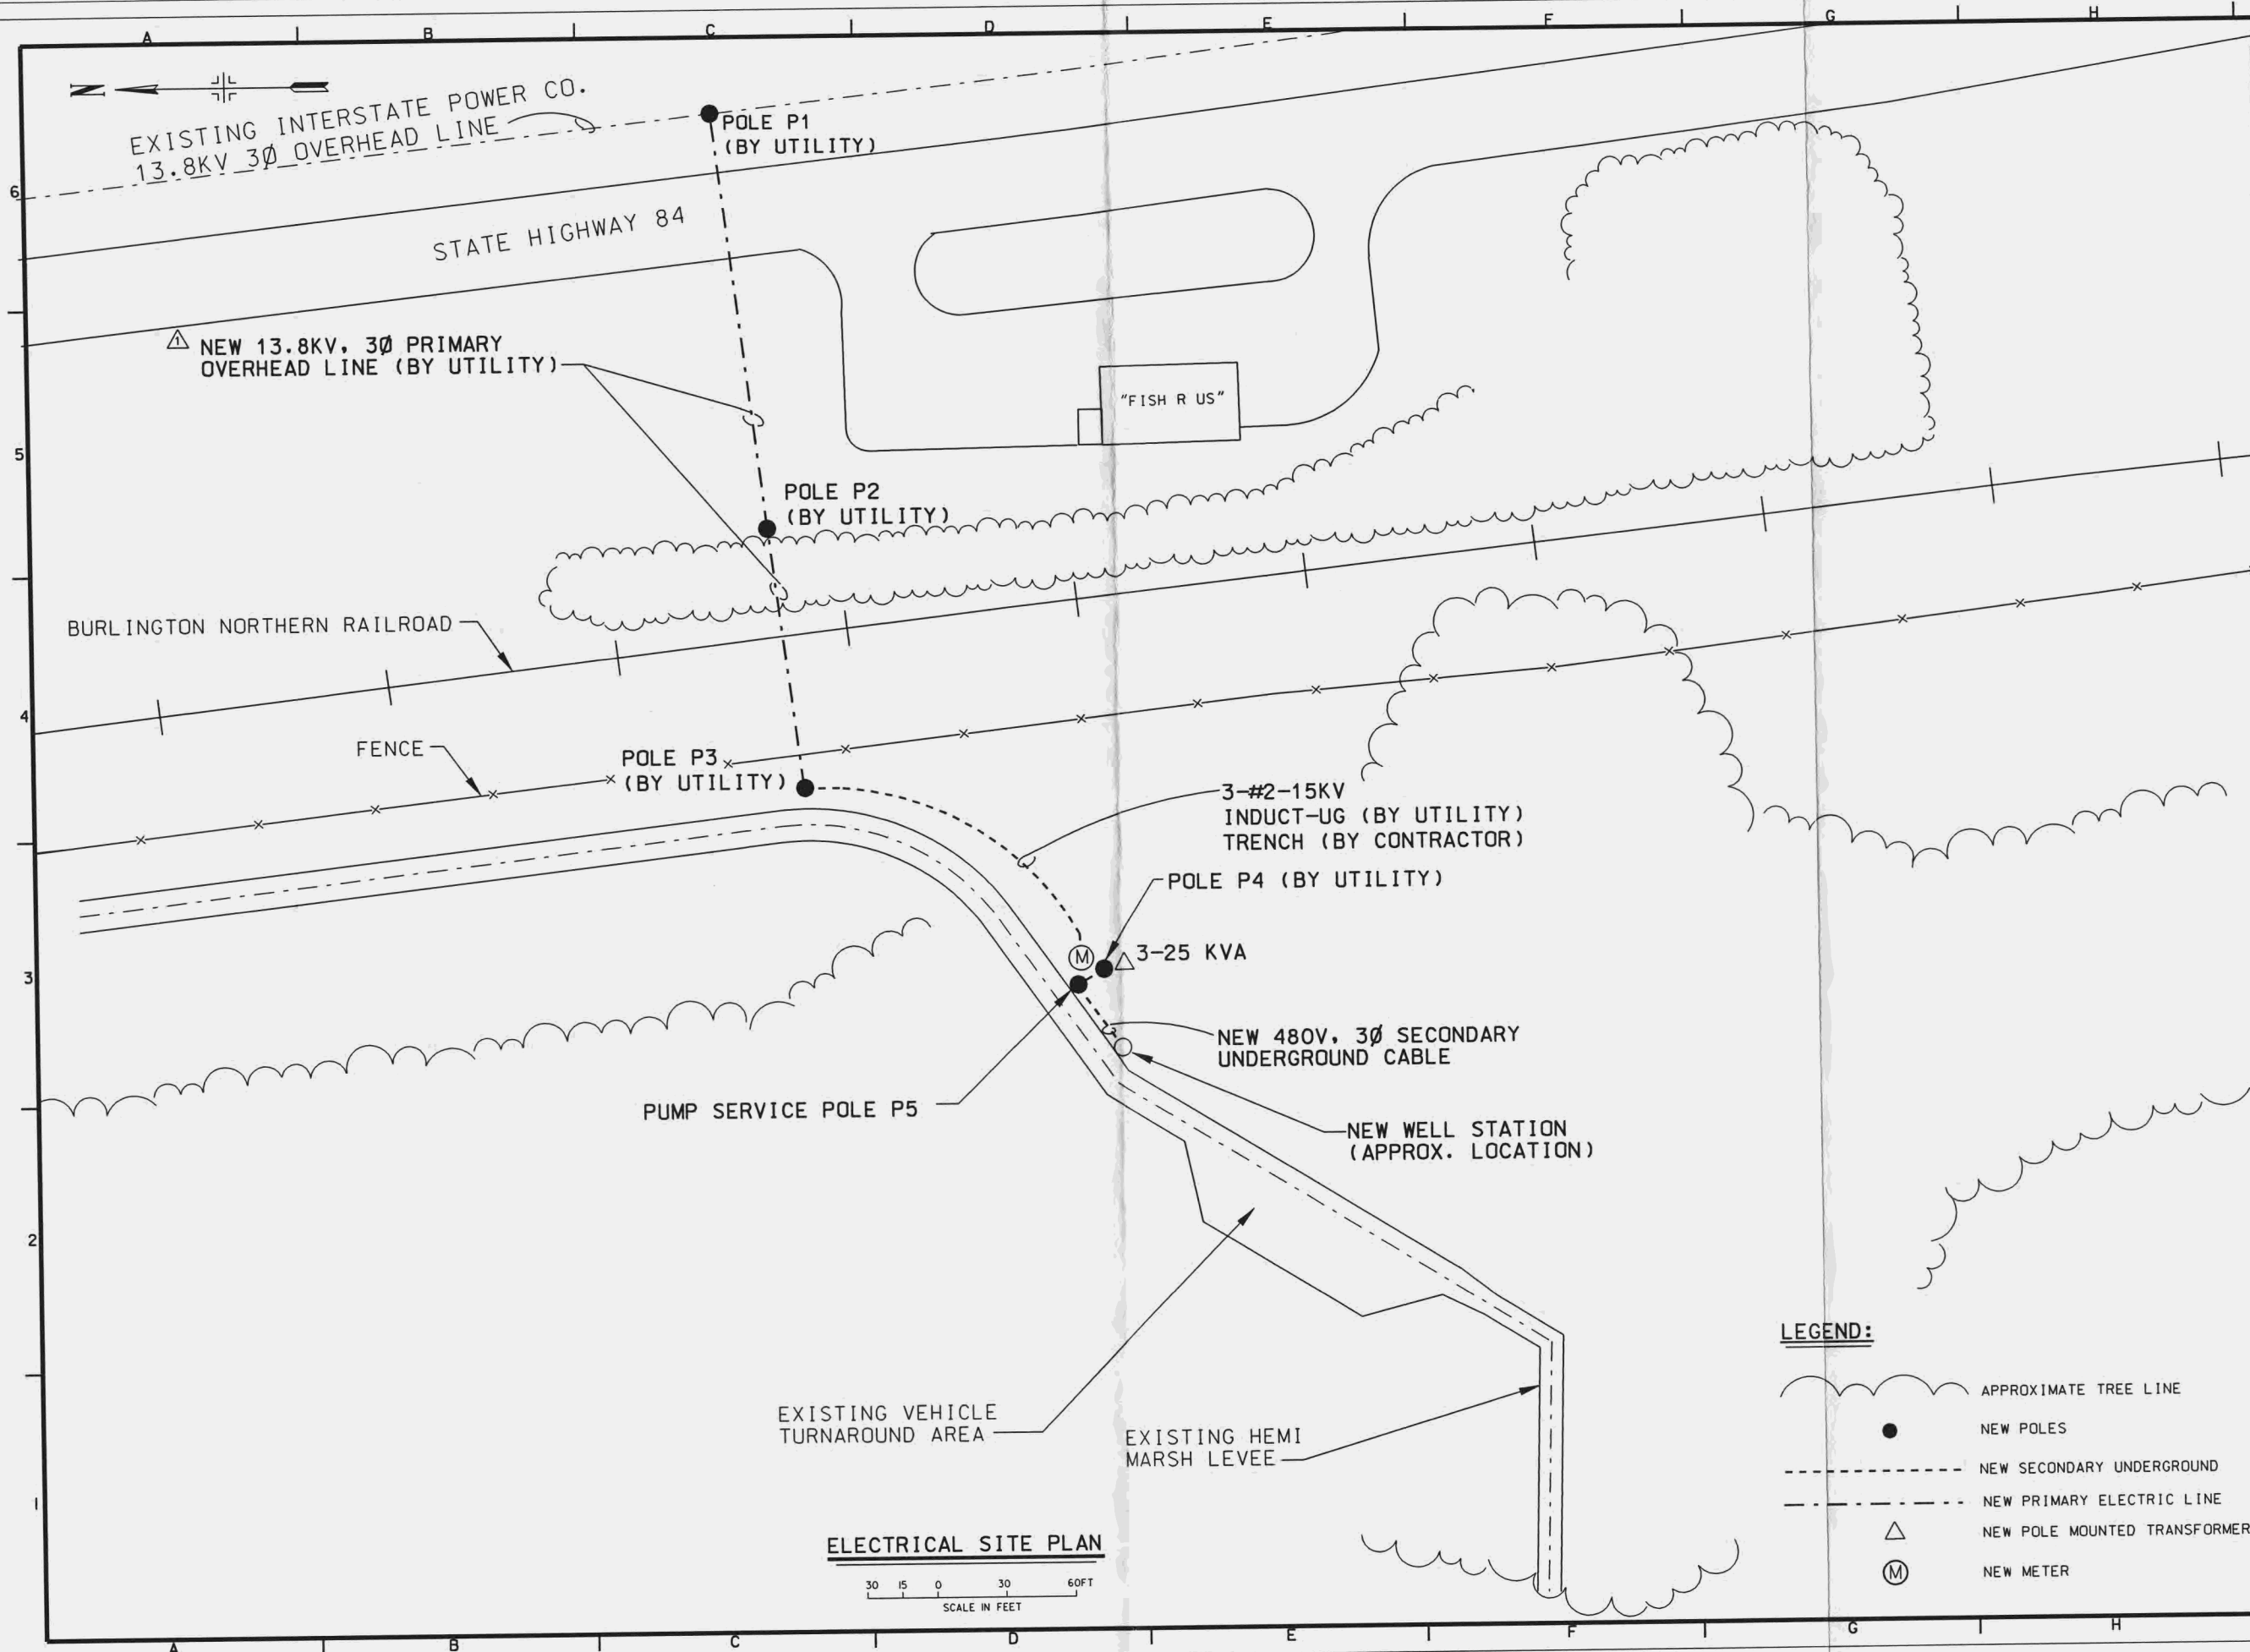 A B C D E F G H
N
EXISTING INTERSTATE POWER CO.
13.8KV 3Ø OVERHEAD LINE
POLE P1
(BY UTILITY)
6
STATE HIGHWAY 84
1
NEW 13.8KV, 3Ø PRIMARY
OVERHEAD LINE (BY UTILITY)
"FISH R US"
5
POLE P2
(BY UTILITY)
BURLINGTON NORTHERN RAILROAD
4
FENCE
POLE P3
(BY UTILITY)
3-#2-15KV
INDUCT-UG (BY UTILITY)
TRENCH (BY CONTRACTOR)
POLE P4 (BY UTILITY)
M
3-25 KVA
3
NEW 480V, 3Ø SECONDARY
UNDERGROUND CABLE
PUMP SERVICE POLE P5
NEW WELL STATION
(APPROX. LOCATION)
2
EXISTING VEHICLE
TURNAROUND AREA
EXISTING HEMI
MARSH LEVEE
LEGEND:
APPROXIMATE TREE LINE
NEW POLES
NEW SECONDARY UNDERGROUND
NEW PRIMARY ELECTRIC LINE
NEW POLE MOUNTED TRANSFORMER
M NEW METER
1
ELECTRICAL SITE PLAN
30 15 0 30 60FT
SCALE IN FEET
A B C D E F G H